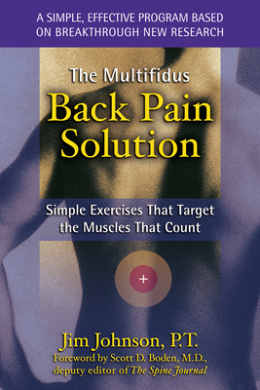 A SIMPLE, EFFECTIVE PROGRAM BASED
ON BREAKTHROUGH NEW RESEARCH
The Multifidus
Back Pain
Solution
Simple Exercises That Target
the Muscles That Count
Jim Johnson, P.T.
Foreword by Scott D. Boden, M.D.,
deputy editor of The Spine Journal